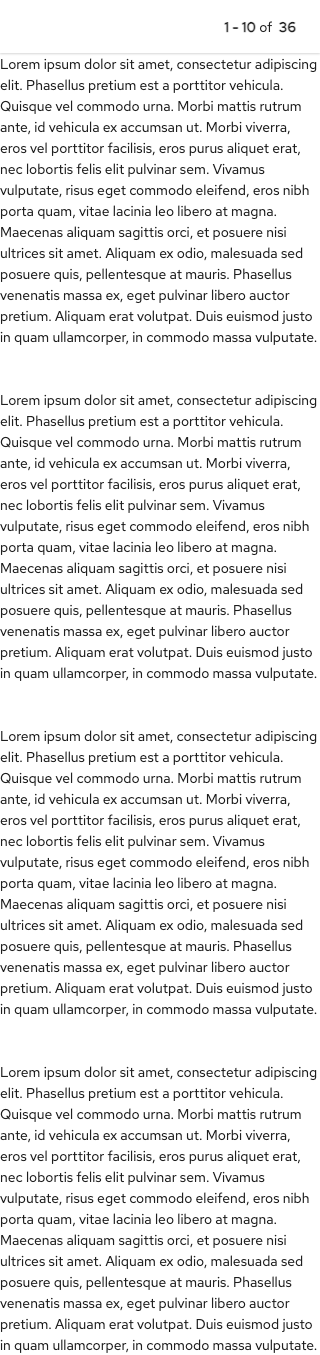 1 - 10 of 36
Lorem ipsum dolor sit amet, consectetur adipiscing
elit. Phasellus pretium est a porttitor vehicula.
Quisque vel commodo urna. Morbi mattis rutrum
ante, id vehicula ex accumsan ut. Morbi viverra,
eros vel porttitor facilisis, eros purus aliquet erat,
nec lobortis felis elit pulvinar sem. Vivamus
vulputate, risus eget commodo eleifend, eros nibh
porta quam, vitae lacinia leo libero at magna.
Maecenas aliquam sagittis orci, et posuere nisi
ultrices sit amet. Aliquam ex odio, malesuada sed
posuere quis, pellentesque at mauris. Phasellus
venenatis massa ex, eget pulvinar libero auctor
pretium. Aliquam erat volutpat. Duis euismod justo
in quam ullamcorper, in commodo massa vulputate.
Lorem ipsum dolor sit amet, consectetur adipiscing
elit. Phasellus pretium est a porttitor vehicula.
Quisque vel commodo urna. Morbi mattis rutrum
ante, id vehicula ex accumsan ut. Morbi viverra,
eros vel porttitor facilisis, eros purus aliquet erat,
nec lobortis felis elit pulvinar sem. Vivamus
vulputate, risus eget commodo eleifend, eros nibh
porta quam, vitae lacinia leo libero at magna.
Maecenas aliquam sagittis orci, et posuere nisi
ultrices sit amet. Aliquam ex odio, malesuada sed
posuere quis, pellentesque at mauris. Phasellus
venenatis massa ex, eget pulvinar libero auctor
pretium. Aliquam erat volutpat. Duis euismod justo
in quam ullamcorper, in commodo massa vulputate.
Lorem ipsum dolor sit amet, consectetur adipiscing
elit. Phasellus pretium est a porttitor vehicula.
Quisque vel commodo urna. Morbi mattis rutrum
ante, id vehicula ex accumsan ut. Morbi viverra,
eros vel porttitor facilisis, eros purus aliquet erat,
nec lobortis felis elit pulvinar sem. Vivamus
vulputate, risus eget commodo eleifend, eros nibh
porta quam, vitae lacinia leo libero at magna.
Maecenas aliquam sagittis orci, et posuere nisi
ultrices sit amet. Aliquam ex odio, malesuada sed
posuere quis, pellentesque at mauris. Phasellus
venenatis massa ex, eget pulvinar libero auctor
pretium. Aliquam erat volutpat. Duis euismod justo
in quam ullamcorper, in commodo massa vulputate.
Lorem ipsum dolor sit amet, consectetur adipiscing
elit. Phasellus pretium est a porttitor vehicula.
Quisque vel commodo urna. Morbi mattis rutrum
ante, id vehicula ex accumsan ut. Morbi viverra,
eros vel porttitor facilisis, eros purus aliquet erat,
nec lobortis felis elit pulvinar sem. Vivamus
vulputate, risus eget commodo eleifend, eros nibh
porta quam, vitae lacinia leo libero at magna.
Maecenas aliquam sagittis orci, et posuere nisi
ultrices sit amet. Aliquam ex odio, malesuada sed
posuere quis, pellentesque at mauris. Phasellus
venenatis massa ex, eget pulvinar libero auctor
pretium. Aliquam erat volutpat. Duis euismod justo
in quam ullamcorper, in commodo massa vulputate.